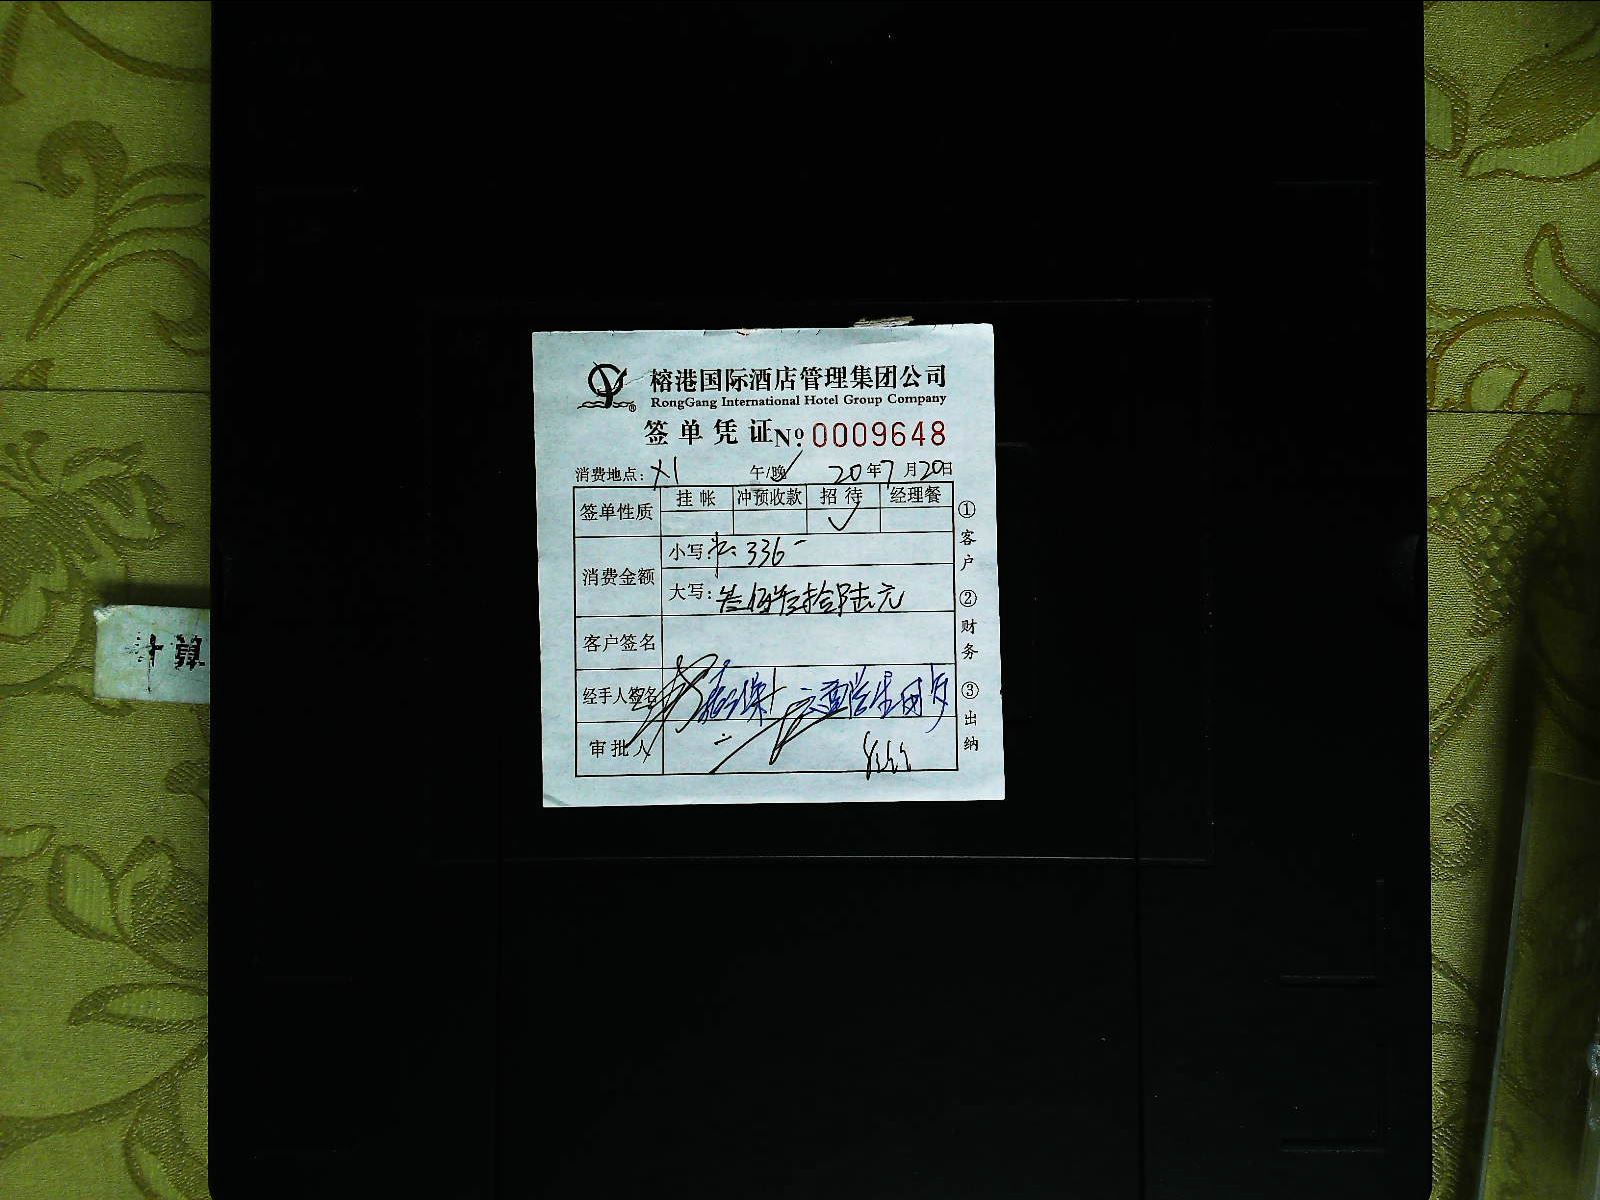 榕港国际酒店管理集团公司
RongGang International Hotel Group Company
签单凭证 Nº 0009648
消费地点: X1 午/晚 20年7月20日
签单性质 挂帐 冲预收款 招待 经理餐
✓
消费金额
小写: 336-
大写: 叁佰叁拾陆元
客户签名
经手人签名
审批人
①客户 ②财务 ③出纳
计算